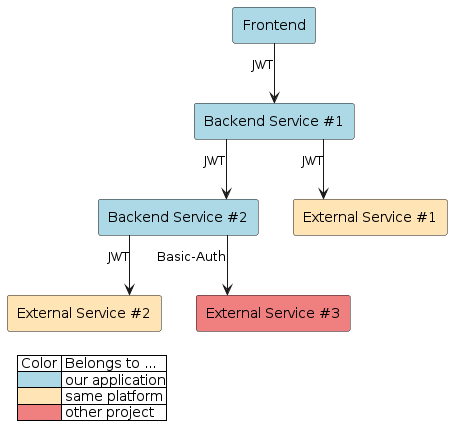 Frontend
JWT
Backend Service #1
JWT
JWT
Backend Service #2
External Service #1
JWT
Basic-Auth
External Service #2
External Service #3
Color Belongs to ...
our application
same platform
other project